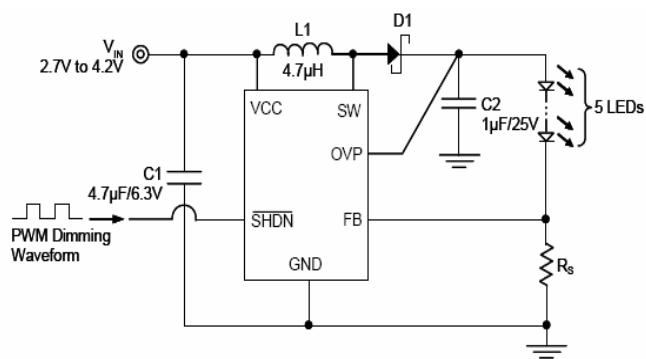 L1
D1
VIN
2.7V to 4.2V
4.7µH
VCC
SW
C2
1µF/25V
5 LEDs
OVP
C1
4.7µF/6.3V
SHDN
FB
PWM Dimming
Waveform
GND
RS